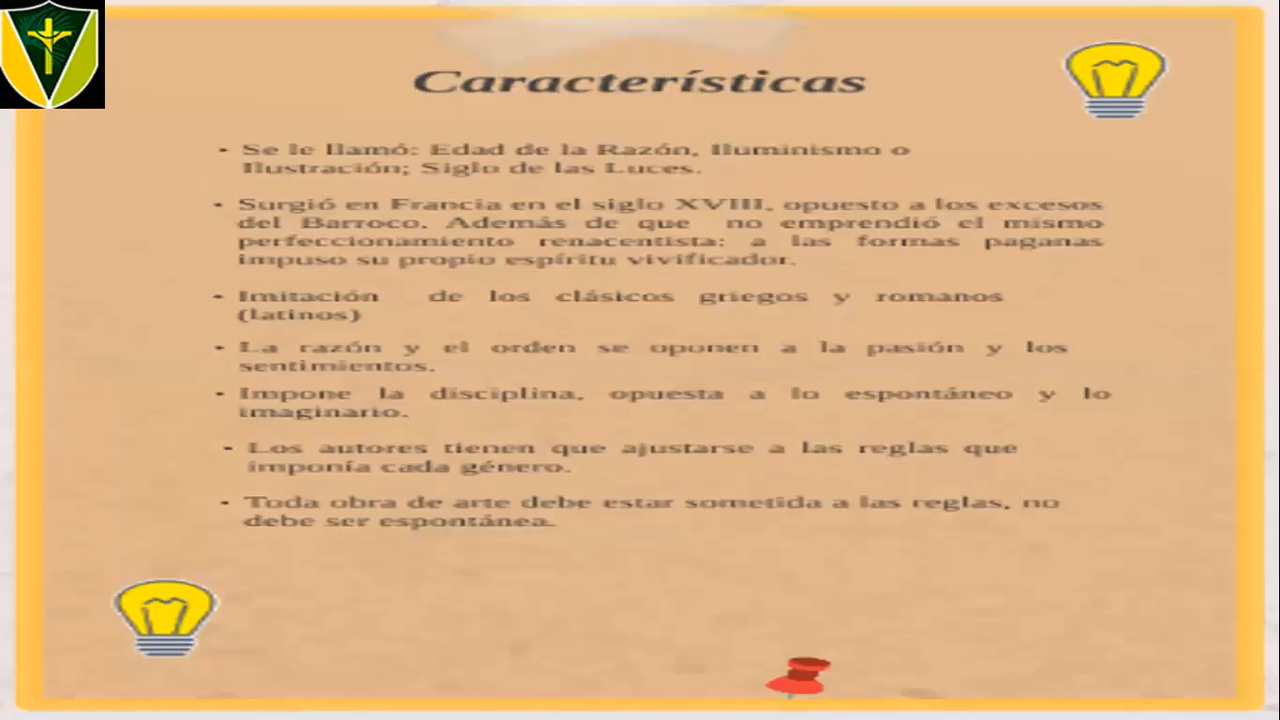 Características
• Se le llamó: Edad de la Razón, Iluminismo o
Ilustración; Siglo de las Luces.
• Surgió en Francia en el siglo XVIII, opuesto a los excesos
del Barroco. Además de que no emprendió el mismo
perfeccionamiento renacentista: a las formas paganas
impuso su propio espíritu vivificador.
• Imitación de los clásicos griegos y romanos
(latinos)
• La razón y el orden se oponen a la pasión y los
sentimientos.
• Impone la disciplina, opuesta a lo espontáneo y lo
imaginario.
• Los autores tienen que ajustarse a las reglas que
imponía cada género.
• Toda obra de arte debe estar sometida a las reglas, no
debe ser espontánea.